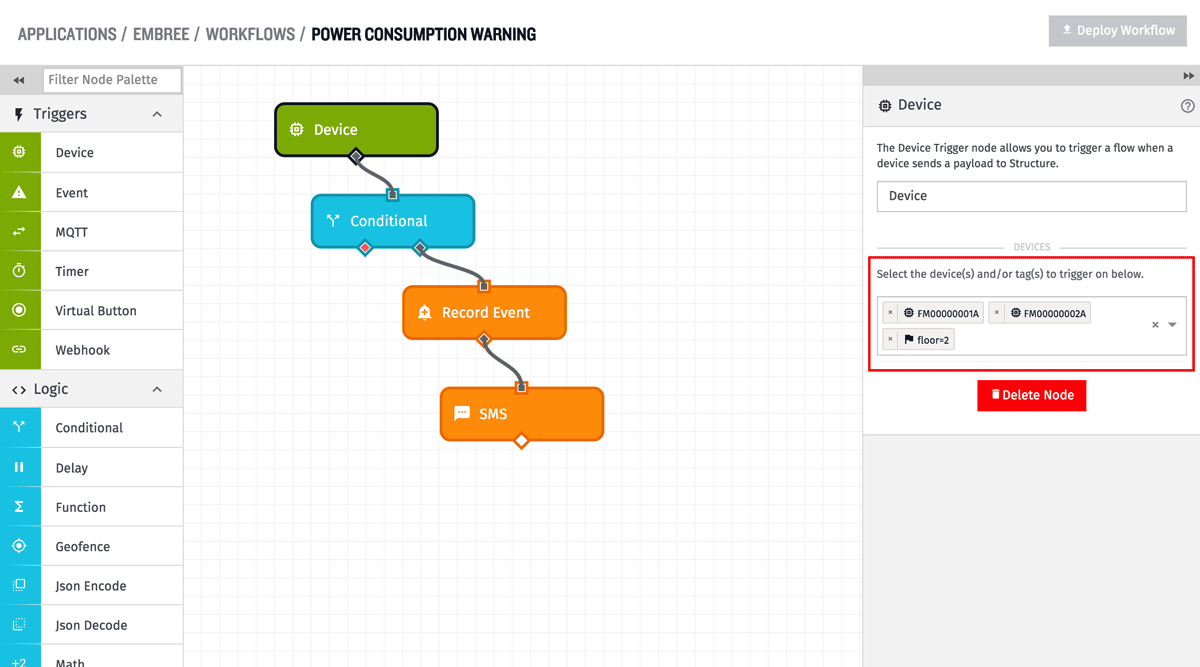 APPLICATIONS / EMBREE / WORKFLOWS / POWER CONSUMPTION WARNING
Deploy Workflow
Filter Node Palette
Triggers
Device
Event
MQTT
Timer
Virtual Button
Webhook
Logic
Conditional
Delay
Function
Geofence
Json Encode
Json Decode
+2 Math
Device
Conditional
Record Event
SMS
Device
The Device Trigger node allows you to trigger a flow when a
device sends a payload to Structure.
Device
DEVICES
Select the device(s) and/or tag(s) to trigger on below.
× FM00000001A × FM00000002A
× floor=2
×
Delete Node